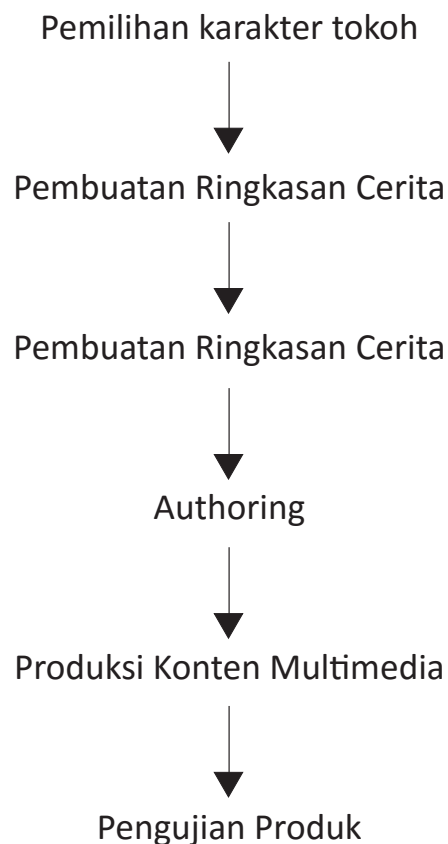 Pemilihan karakter tokoh
Pembuatan Ringkasan Cerita
Pembuatan Ringkasan Cerita
Authoring
Produksi Konten Multimedia
Pengujian Produk